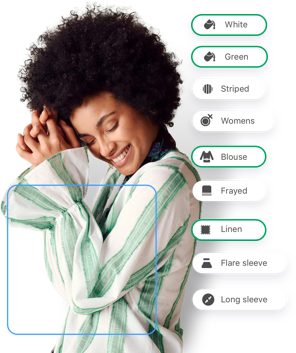 White
Green
Striped
Womens
Blouse
Frayed
Linen
Flare sleeve
Long sleeve